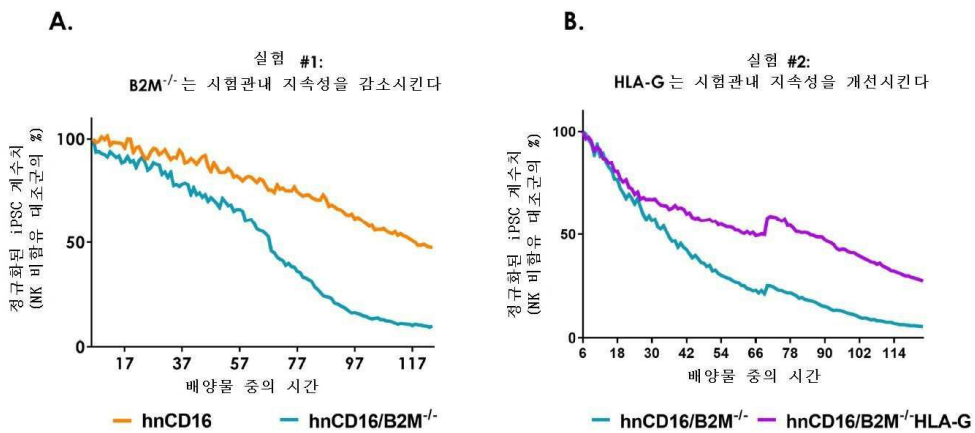 A.
실험 #1:
B2M-/-는 시험관내 지속성을 감소시킨다
정규화된 iPSC 계수치
(NK 비함유 대조군의 %)
100
50
0
17 37 57 77 97 117
배양물 중의 시간
hnCD16 hnCD16/B2M-/-
B.
실험 #2:
HLA-G는 시험관내 지속성을 개선시킨다
정규화된 iPSC 계수치
(NK 비함유 대조군의 %)
100
50
0
6 18 30 42 54 66 78 90 102 114
배양물 중의 시간
hnCD16/B2M-/- hnCD16/B2M-/-HLA-G